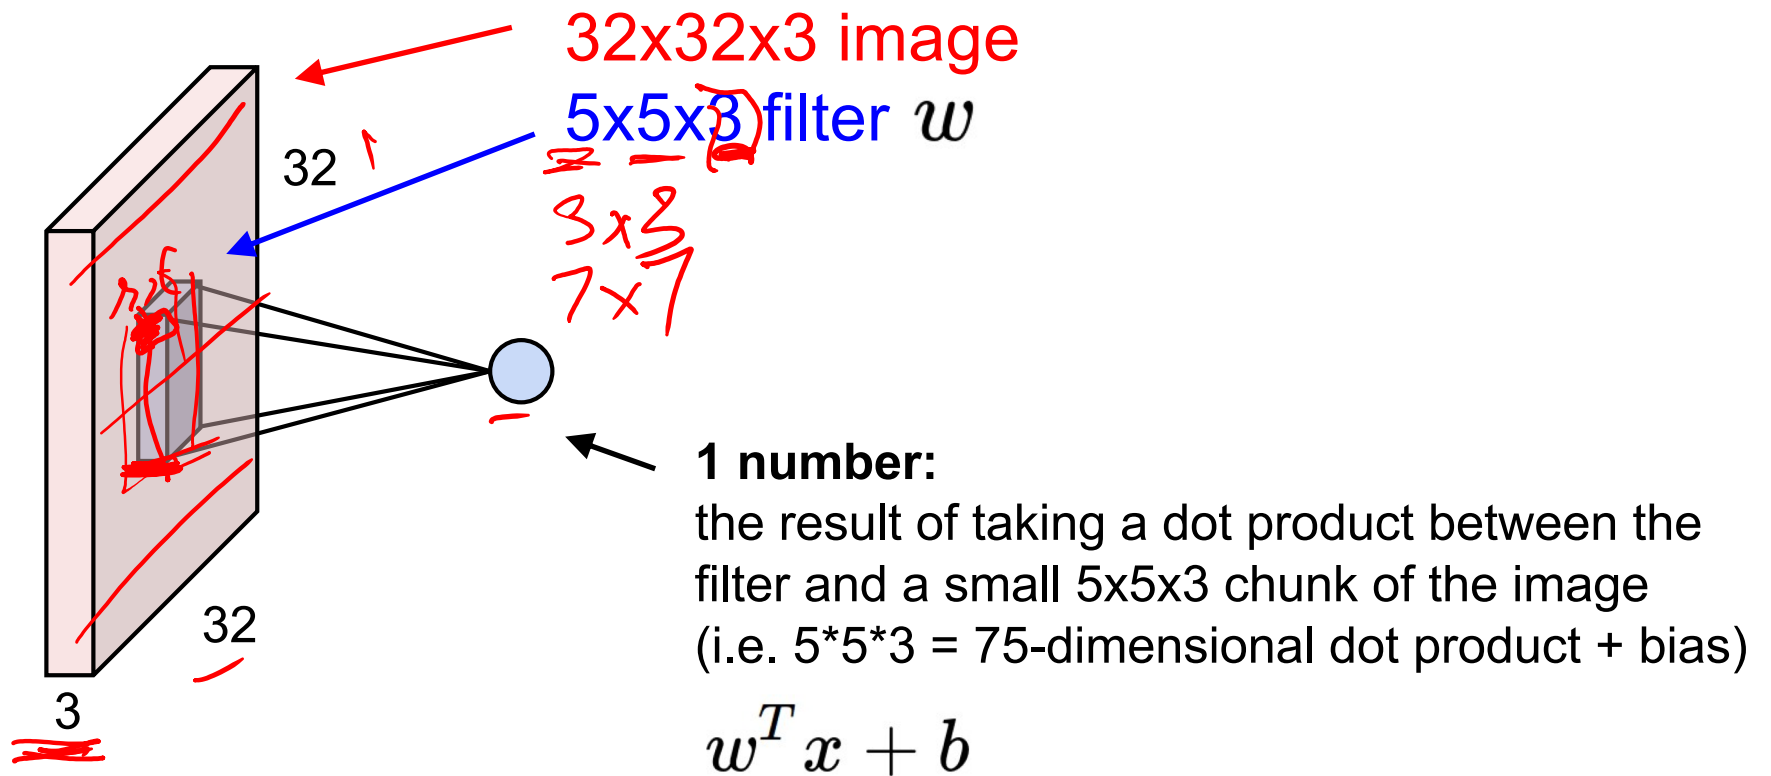 32x32x3 image
5x5x3 filter w
32
3x3
7x7
1 number:
the result of taking a dot product between the
filter and a small 5x5x3 chunk of the image
(i.e. 5*5*3 = 75-dimensional dot product + bias)
32
3
w^T x + b